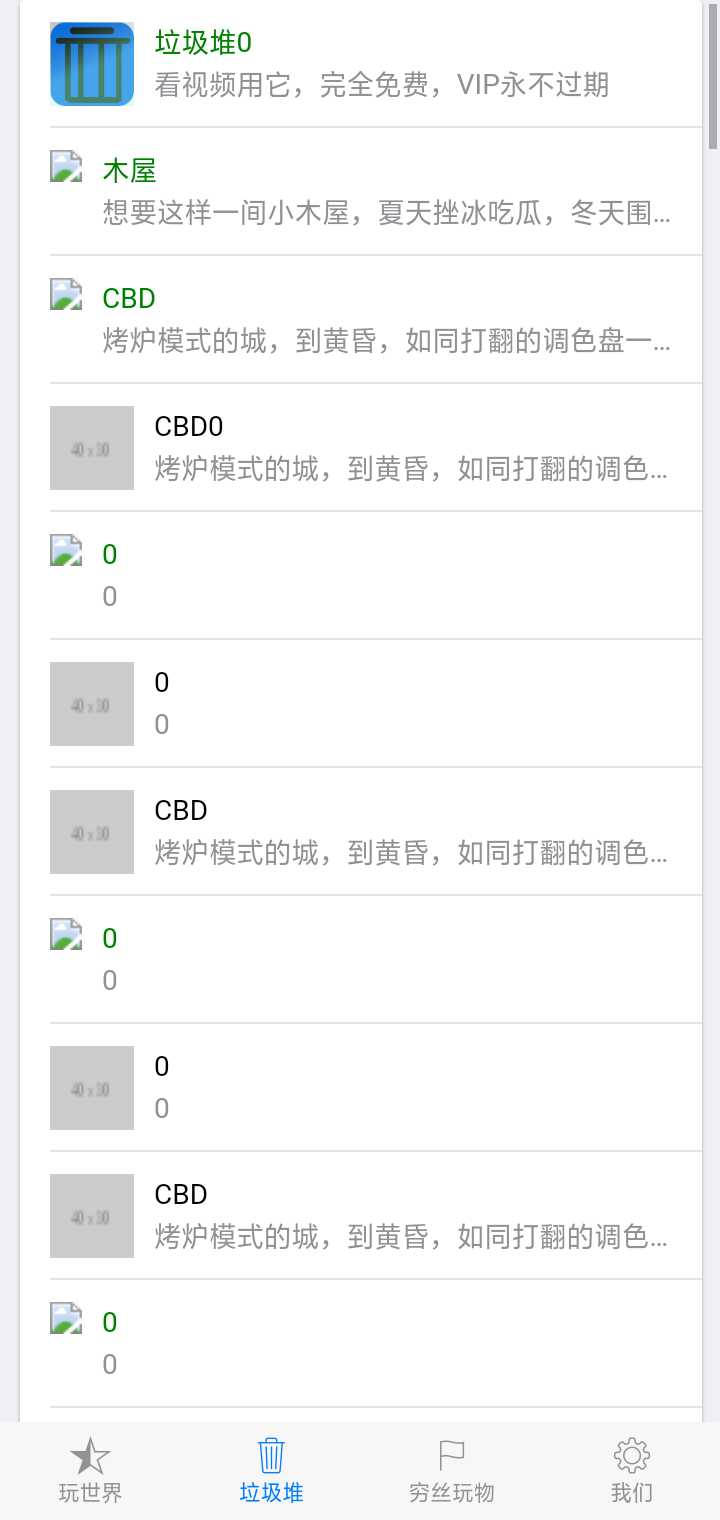 垃圾堆0
看视频用它，完全免费，VIP永不过期
木屋
想要这样一间小木屋，夏天挫冰吃瓜，冬天围...
CBD
烤炉模式的城，到黄昏，如同打翻的调色盘一...
40 x 30
CBD0
烤炉模式的城，到黄昏，如同打翻的调色...
0
0
40 x 30
0
0
40 x 30
CBD
烤炉模式的城，到黄昏，如同打翻的调色...
0
0
40 x 30
0
0
40 x 30
CBD
烤炉模式的城，到黄昏，如同打翻的调色...
0
0
玩世界
垃圾堆
穷丝玩物
我们